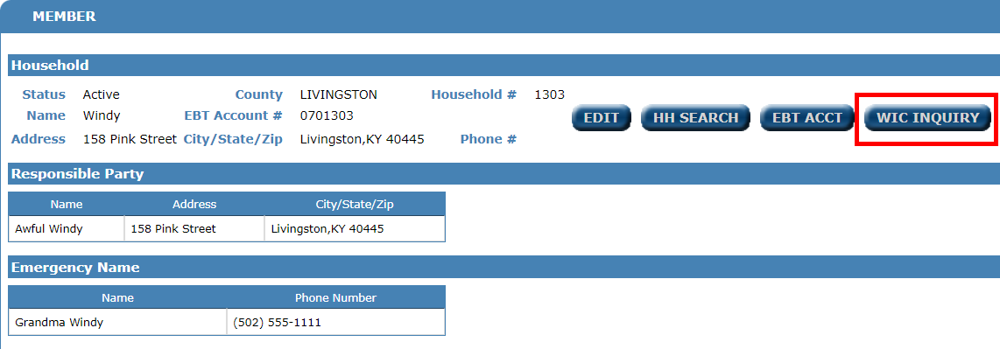 MEMBER
Household
Status Active County LIVINGSTON Household # 1303
Name Windy EBT Account # 0701303
EDIT HH SEARCH EBT ACCT WIC INQUIRY
Address 158 Pink Street City/State/Zip Livingston,KY 40445 Phone #
Responsible Party
Name Address City/State/Zip
Awful Windy 158 Pink Street Livingston,KY 40445
Emergency Name
Name Phone Number
Grandma Windy (502) 555-1111